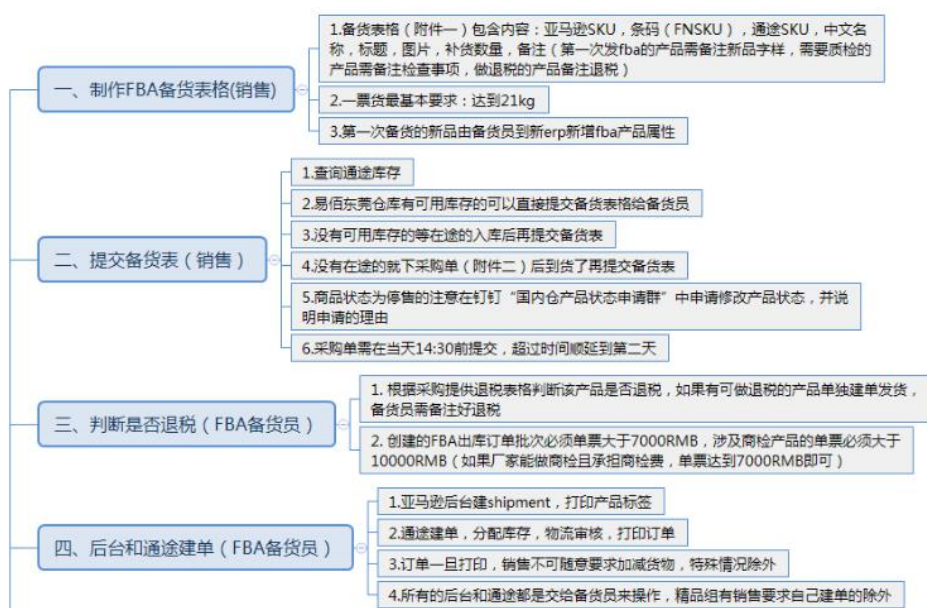 一、制作FBA备货表格(销售)
1.备货表格（附件一）包含内容：亚马逊SKU，条码（FNSKU），通途SKU，中文名
称，标题，图片，补货数量，备注（第一次发fba的产品需备注新品字样，需要质检的
产品需备注检查事项，做退税的产品备注退税）
2.一票货最基本要求：达到21kg
3.第一次备货的新品由备货员到新erp新增fba产品属性
二、提交备货表（销售）
1.查询通途库存
2.易佰东莞仓库有可用库存的可以直接提交备货表格给备货员
3.没有可用库存的等在途的入库后再提交备货表
4.没有在途的就下采购单（附件二）后到货了再提交备货表
5.商品状态为停售的注意在钉钉“国内仓产品状态申请群”中申请修改产品状态，并说
明申请的理由
6.采购单需在当天14:30前提交，超过时间顺延到第二天
三、判断是否退税（FBA备货员）
1. 根据采购提供退税表格判断该产品是否退税，如果有可做退税的产品单独建单发货，
备货员需备注好退税
2. 创建的FBA出库订单批次必须单票大于7000RMB，涉及商检产品的单票必须大于
10000RMB（如果厂家能做商检且承担商检费，单票达到7000RMB即可）
四、后台和通途建单（FBA备货员）
1.亚马逊后台建shipment，打印产品标签
2.通途建单，分配库存，物流审核，打印订单
3.订单一旦打印，销售不可随意要求加减货物，特殊情况除外
4.所有的后台和通途都是交给备货员来操作，精品组有销售要求自己建单的除外